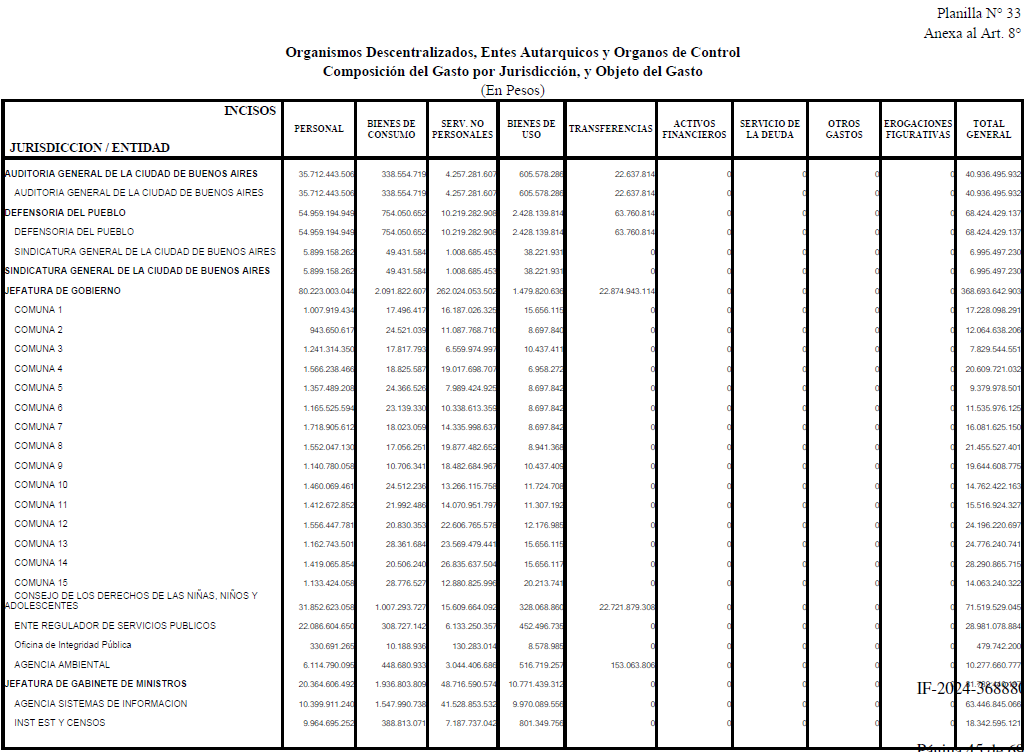 Planilla N° 33
Anexa al Art. 8°
Organismos Descentralizados, Entes Autarquicos y Organos de Control
Composición del Gasto por Jurisdicción, y Objeto del Gasto
(En Pesos)
INCISOS
JURISDICCION / ENTIDAD PERSONAL BIENES DE CONSUMO SERV. NO PERSONALES BIENES DE USO TRANSFERENCIAS ACTIVOS FINANCIEROS SERVICIO DE LA DEUDA OTROS GASTOS EROGACIONES FIGURATIVAS TOTAL GENERAL
AUDITORIA GENERAL DE LA CIUDAD DE BUENOS AIRES 35.712.443.506 338.554.719 4.257.281.607 605.578.286 22.637.814 0 0 0 0 40.936.495.932
AUDITORIA GENERAL DE LA CIUDAD DE BUENOS AIRES 35.712.443.506 338.554.719 4.257.281.607 605.578.286 22.637.814 0 0 0 0 40.936.495.932
DEFENSORIA DEL PUEBLO 54.959.194.949 754.050.652 10.219.282.908 2.428.139.814 63.760.814 0 0 0 0 68.424.429.137
DEFENSORIA DEL PUEBLO 54.959.194.949 754.050.652 10.219.282.908 2.428.139.814 63.760.814 0 0 0 0 68.424.429.137
SINDICATURA GENERAL DE LA CIUDAD DE BUENOS AIRES 5.899.158.262 49.431.584 1.008.685.453 38.221.931 0 0 0 0 0 6.995.497.230
SINDICATURA GENERAL DE LA CIUDAD DE BUENOS AIRES 5.899.158.262 49.431.584 1.008.685.453 38.221.931 0 0 0 0 0 6.995.497.230
JEFATURA DE GOBIERNO 80.223.003.044 2.091.822.607 262.024.053.502 1.479.820.636 22.874.943.114 0 0 0 0 368.693.642.903
COMUNA 1 1.007.919.434 17.496.417 16.187.026.325 15.656.115 0 0 0 0 0 17.228.098.291
COMUNA 2 943.650.617 24.521.039 11.087.768.710 8.697.840 0 0 0 0 0 12.064.638.206
COMUNA 3 1.241.314.350 17.817.793 6.559.974.997 10.437.411 0 0 0 0 0 7.829.544.551
COMUNA 4 1.566.238.466 18.825.587 19.017.698.707 6.958.272 0 0 0 0 0 20.609.721.032
COMUNA 5 1.357.489.208 24.366.526 7.989.424.925 8.697.842 0 0 0 0 0 9.379.978.501
COMUNA 6 1.165.525.594 23.139.330 10.338.613.359 8.697.842 0 0 0 0 0 11.535.976.125
COMUNA 7 1.718.905.612 18.023.059 14.335.998.637 8.697.842 0 0 0 0 0 16.081.625.150
COMUNA 8 1.552.047.130 17.056.251 19.877.482.652 8.941.368 0 0 0 0 0 21.455.527.401
COMUNA 9 1.140.780.058 10.706.341 18.482.684.967 10.437.409 0 0 0 0 0 19.644.608.775
COMUNA 10 1.460.069.461 24.512.236 13.266.115.758 11.724.708 0 0 0 0 0 14.762.422.163
COMUNA 11 1.412.672.852 21.992.486 14.070.951.797 11.307.192 0 0 0 0 0 15.516.924.327
COMUNA 12 1.556.447.781 20.830.353 22.606.765.578 12.176.985 0 0 0 0 0 24.196.220.697
COMUNA 13 1.162.743.501 28.361.684 23.569.479.441 15.656.115 0 0 0 0 0 24.776.240.741
COMUNA 14 1.419.065.854 20.506.240 26.835.637.504 15.656.117 0 0 0 0 0 28.290.865.715
COMUNA 15 1.133.424.058 28.776.527 12.880.825.996 20.213.741 0 0 0 0 0 14.063.240.322
CONSEJO DE LOS DERECHOS DE LAS NIÑAS, NIÑOS Y
ADOLESCENTES 31.852.623.058 1.007.293.727 15.609.664.092 328.068.860 22.721.879.308 0 0 0 0 71.519.529.045
ENTE REGULADOR DE SERVICIOS PUBLICOS 22.086.604.650 308.727.142 6.133.250.357 452.496.735 0 0 0 0 0 28.981.078.884
Oficina de Integridad Pública 330.691.265 10.188.936 130.283.014 8.578.985 0 0 0 0 0 479.742.200
AGENCIA AMBIENTAL 6.114.790.095 448.680.933 3.044.406.686 516.719.257 153.063.806 0 0 0 0 10.277.660.777
JEFATURA DE GABINETE DE MINISTROS 20.364.606.492 1.936.803.809 48.716.590.574 10.771.439.312 0 0 0 0 0
IF-2024-368880
AGENCIA SISTEMAS DE INFORMACION 10.399.911.240 1.547.990.738 41.528.853.532 9.970.089.556 0 0 0 0 0 63.446.845.066
INST EST Y CENSOS 9.964.695.252 388.813.071 7.187.737.042 801.349.756 0 0 0 0 0 18.342.595.121
Página 45 de 69